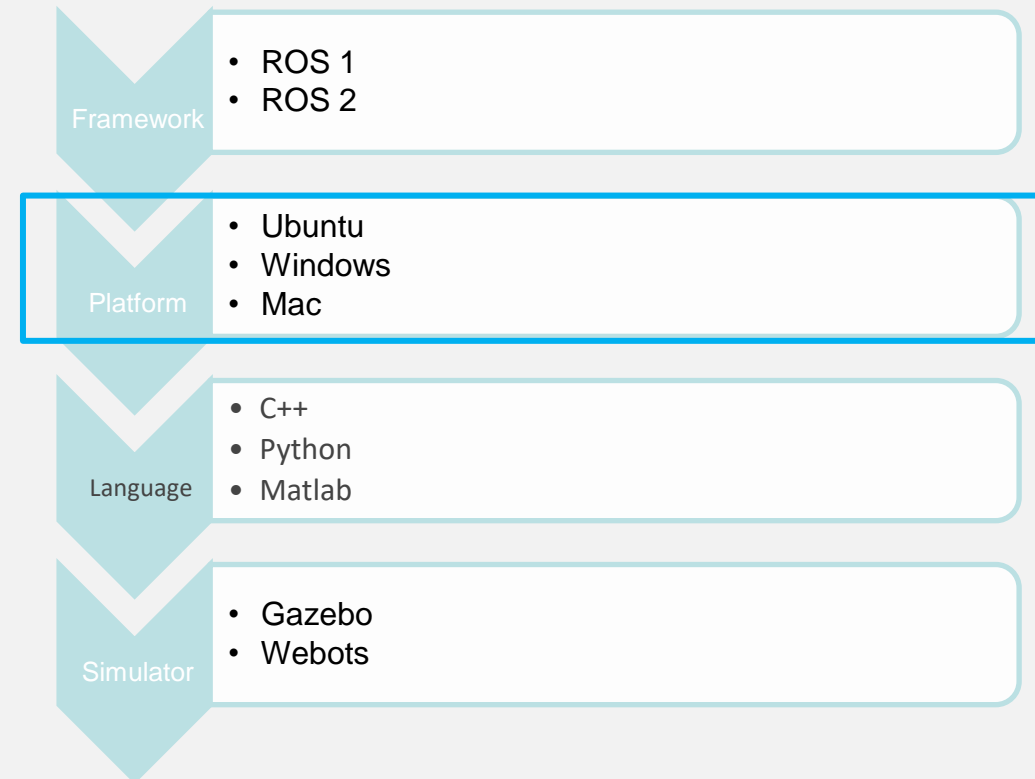 Framework
• ROS 1
• ROS 2
Platform
• Ubuntu
• Windows
• Mac
Language
• C++
• Python
• Matlab
Simulator
• Gazebo
• Webots